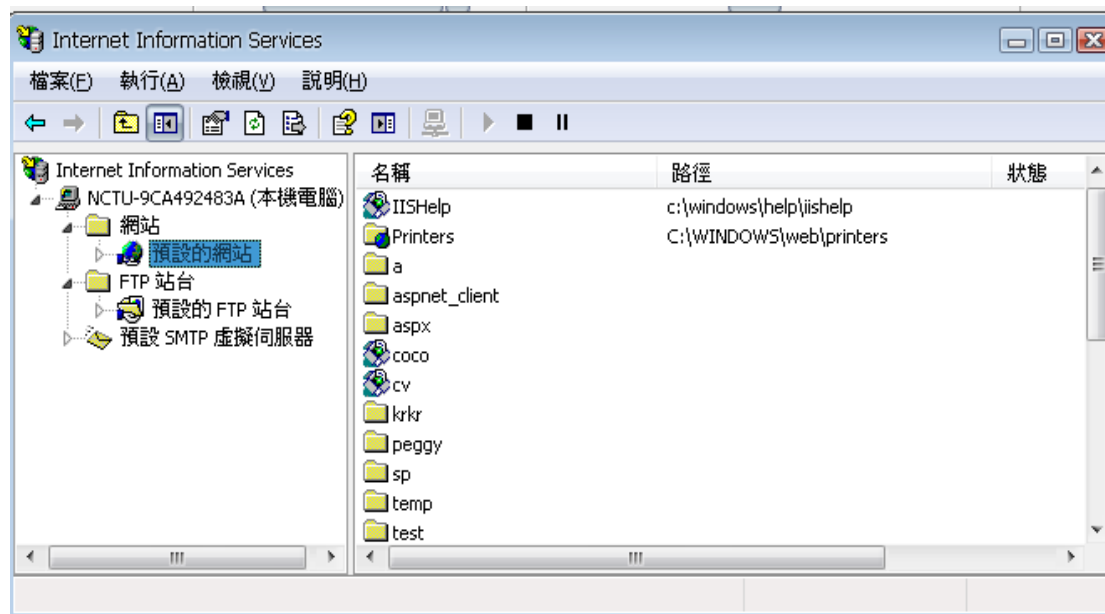 Internet Information Services
檔案(F) 執行(A) 檢視(V) 說明(H)
Internet Information Services
NCTU-9CA492483A (本機電腦)
網站
預設的網站
FTP 站台
預設的 FTP 站台
預設 SMTP 虛擬伺服器
名稱 路徑 狀態
IISHelp c:\windows\help\iishelp
Printers C:\WINDOWS\web\printers
a
aspnet_client
aspx
coco
cv
krkr
peggy
sp
temp
test